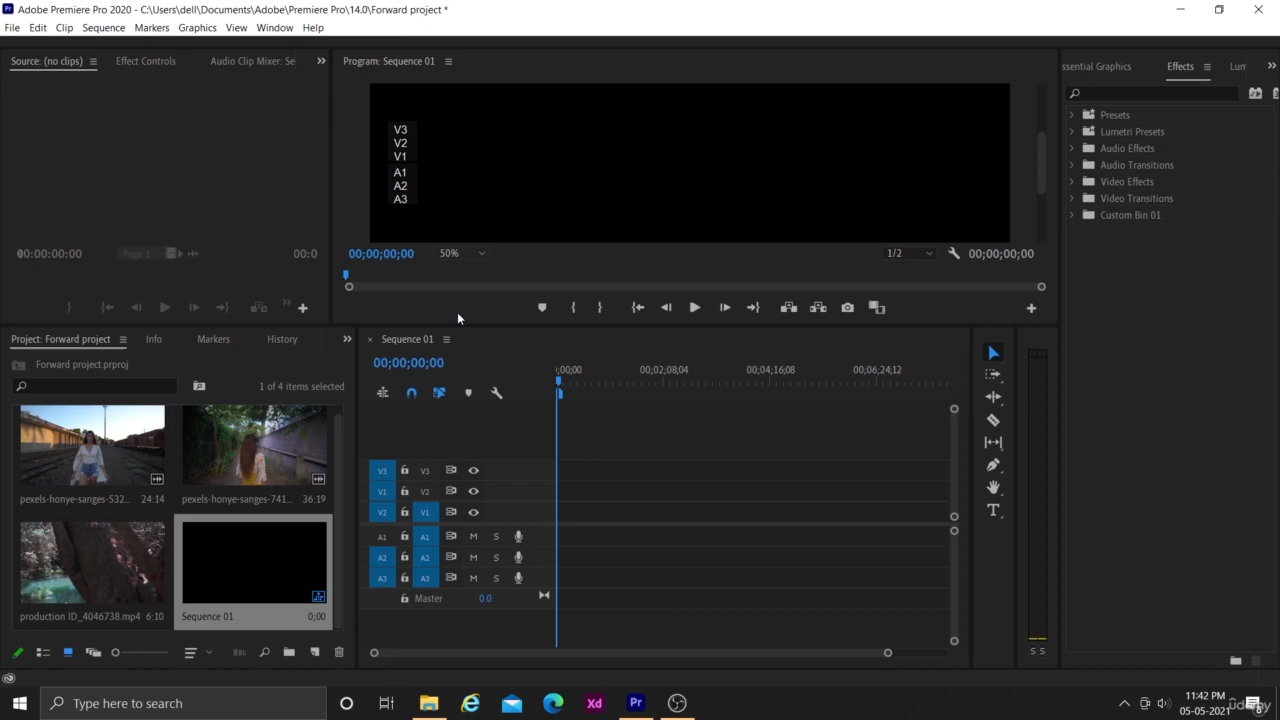 Pr Adobe Premiere Pro 2020 - C:\Users\dell\Documents\Adobe\Premiere Pro\14.0\Forward project *
File Edit Clip Sequence Markers Graphics View Window Help
Source: (no clips) Effect Controls Audio Clip Mixer: Se
Program: Sequence 01
ssential Graphics Effects Lum
V3
V2
V1
A1
A2
A3
Presets
Lumetri Presets
Audio Effects
Audio Transitions
Video Effects
Video Transitions
Custom Bin 01
00:00:00:00 Page 1 00:0
00;00;00;00 50% 1/2 00;00;00;00
Project: Forward project Info Markers History
Forward project.prproj
1 of 4 items selected
pexels-honye-sanges-532... 24:14
pexels-honye-sanges-741... 36:19
production ID_4046738.mp4 6:10
Sequence 01 0;00
× Sequence 01
00;00;00;00
;00;00 00;02;08;04 00;04;16;08 00;06;24;12
V3 V3
V1 V2
V2 V1
A1 A1 M S
A2 A2 M S
A3 A3 M S
Master 0.0
T
S S
Type here to search
Xd Pr
11:42 PM
05-05-2021
8
Udemy